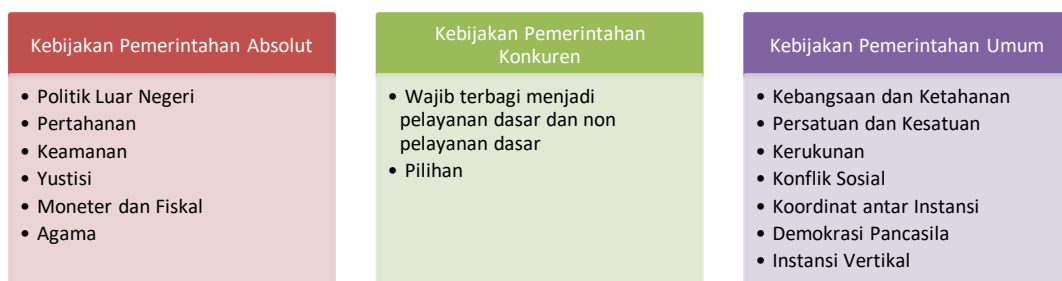 Kebijakan Pemerintahan Absolut
• Politik Luar Negeri
• Pertahanan
• Keamanan
• Yustisi
• Moneter dan Fiskal
• Agama
Kebijakan Pemerintahan
Konkuren
• Wajib terbagi menjadi
pelayanan dasar dan non
pelayanan dasar
• Pilihan
Kebijakan Pemerintahan Umum
• Kebangsaan dan Ketahanan
• Persatuan dan Kesatuan
• Kerukunan
• Konflik Sosial
• Koordinat antar Instansi
• Demokrasi Pancasila
• Instansi Vertikal